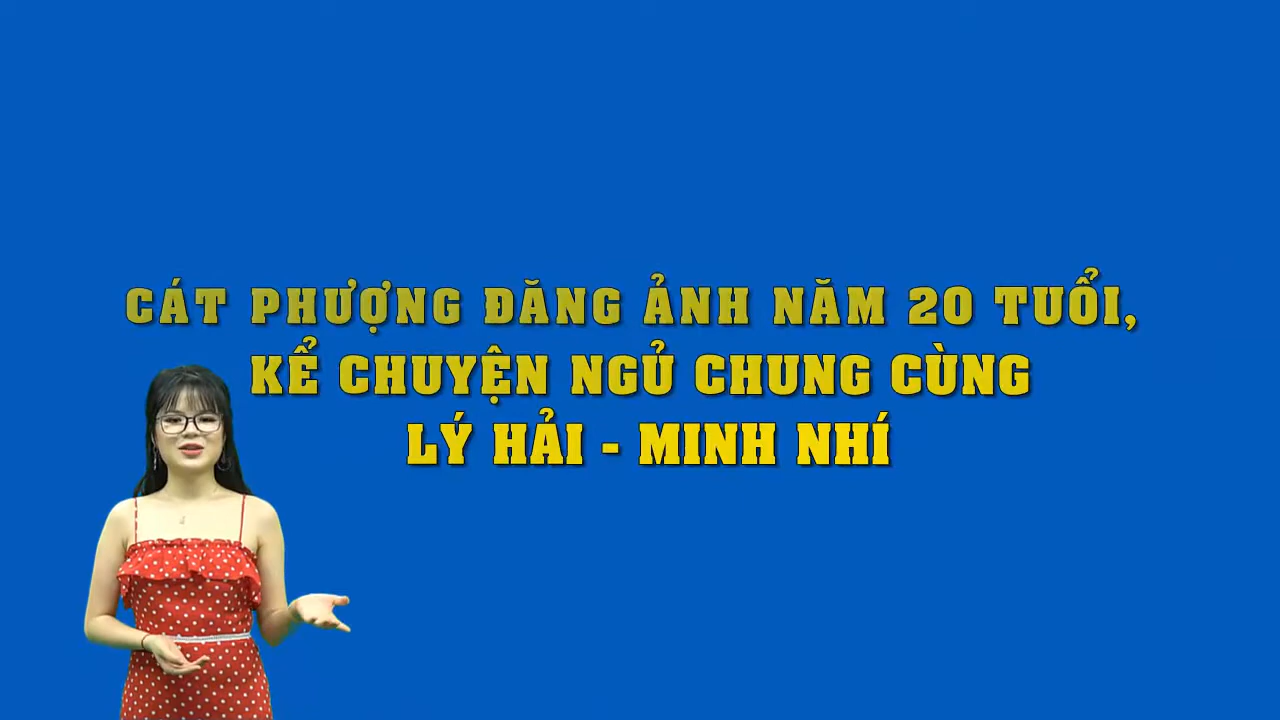 CÁT PHƯỢNG ĐĂNG ẢNH NĂM 20 TUỔI,
KỂ CHUYỆN NGỦ CHUNG CÙNG
LÝ HẢI - MINH NHÍ